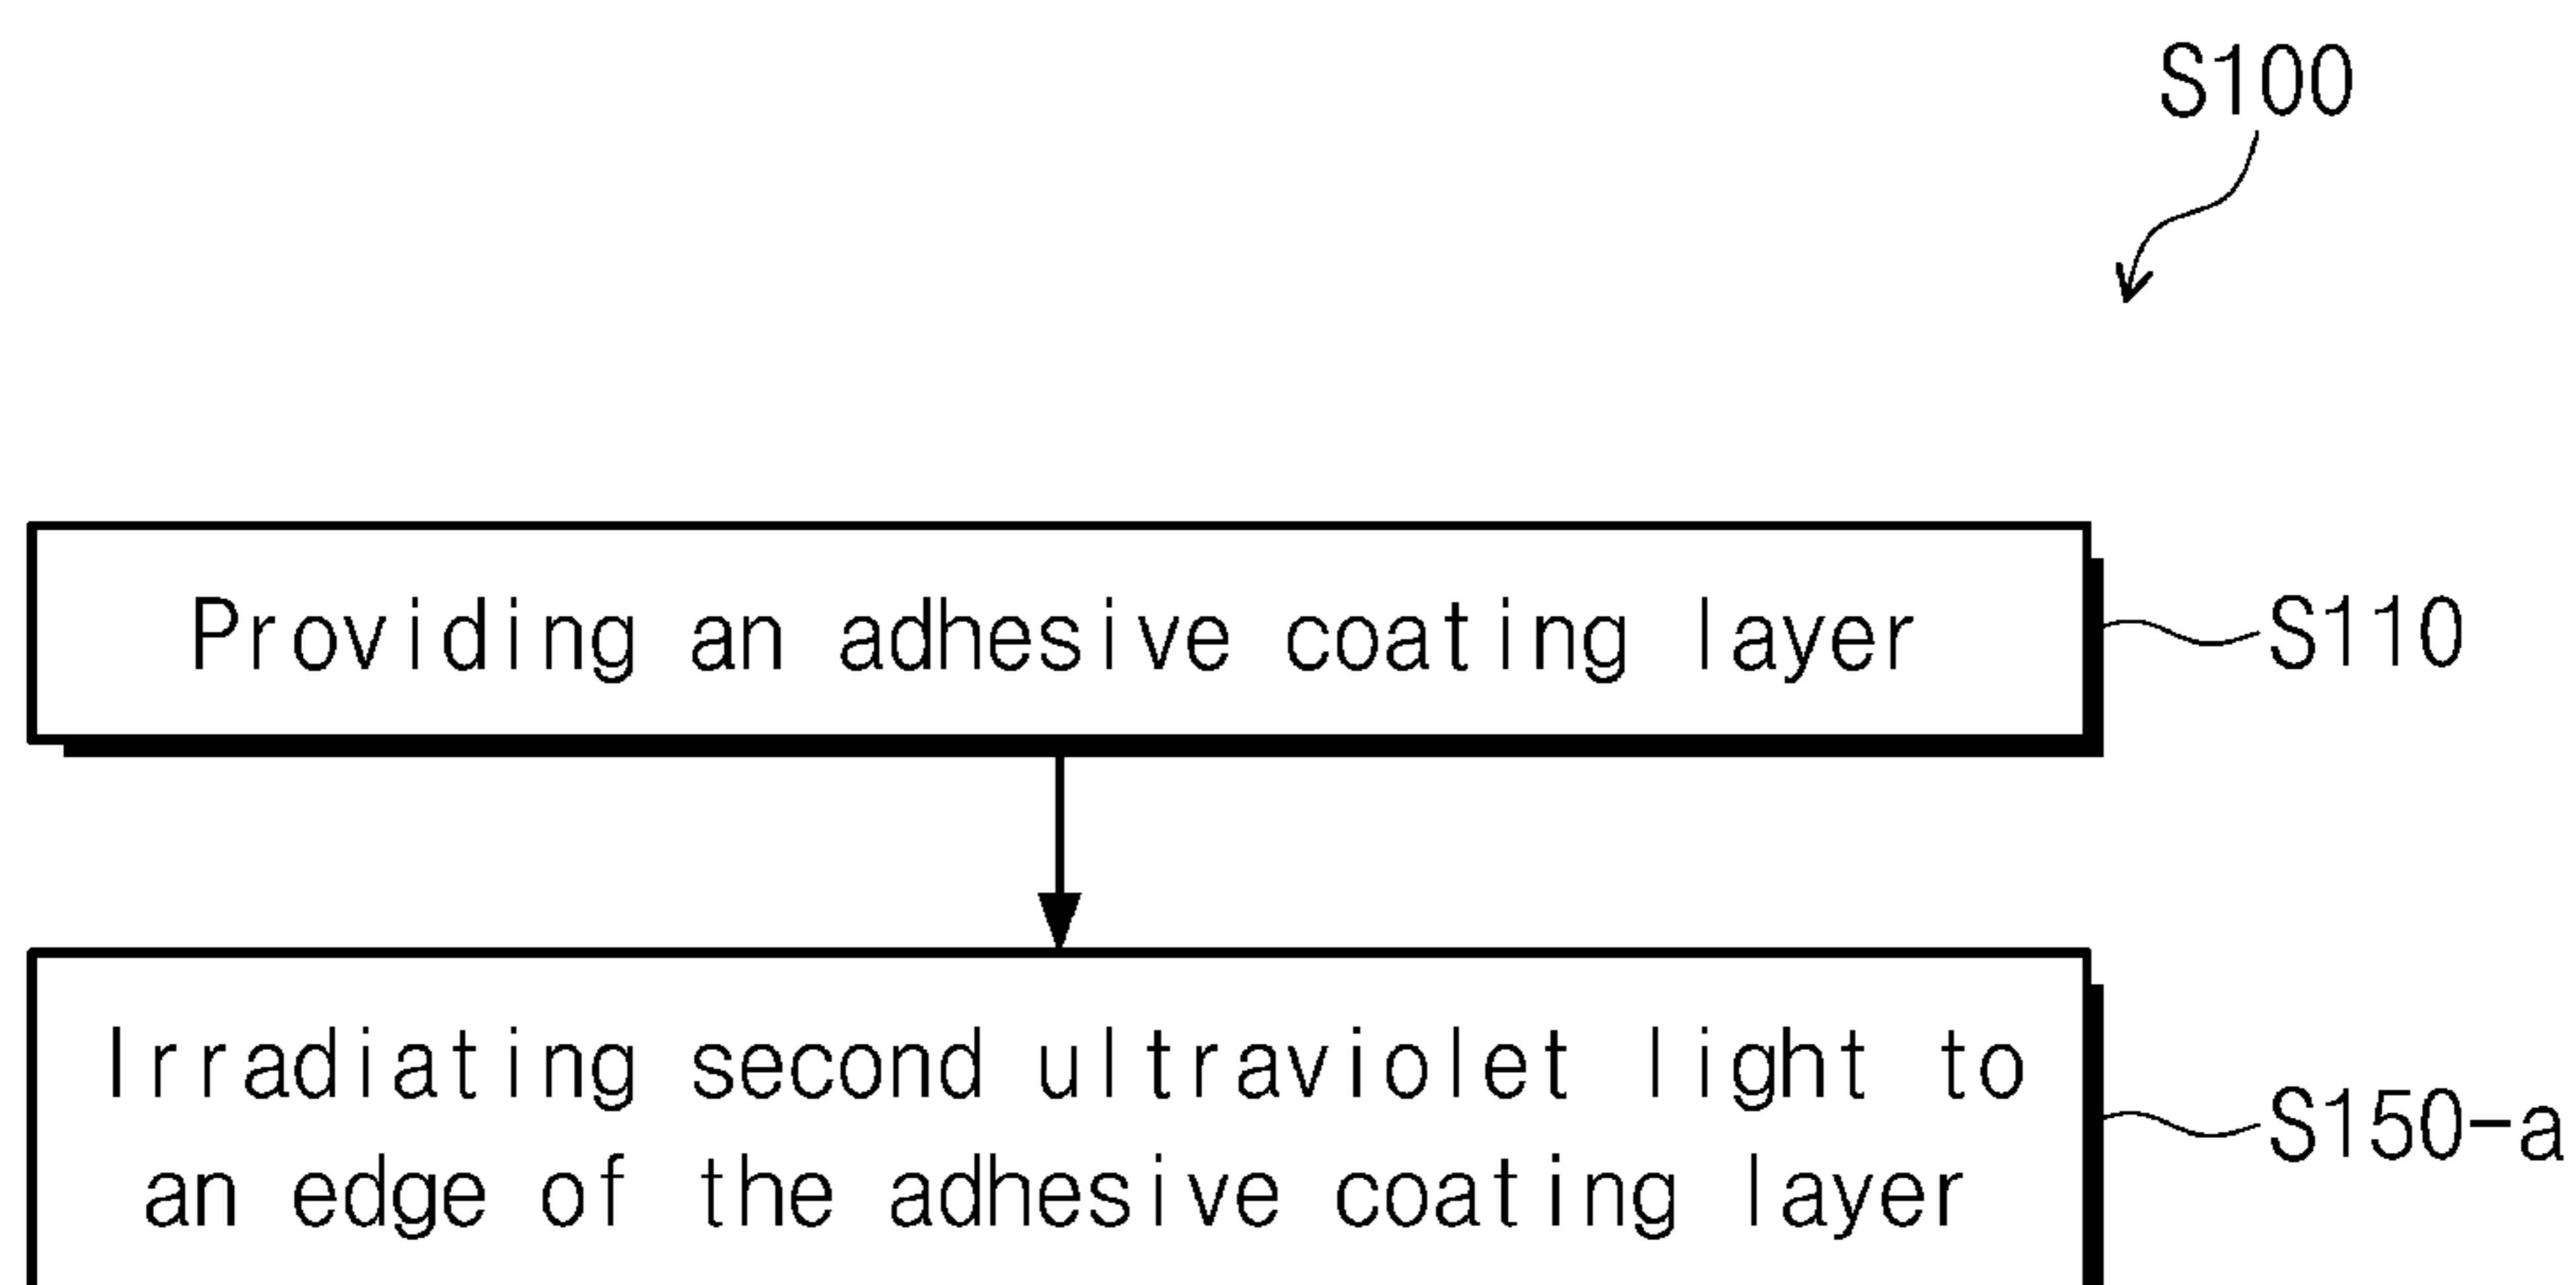 S100
Providing an adhesive coating layer
S110
Irradiating second ultraviolet light to
an edge of the adhesive coating layer
S150-a